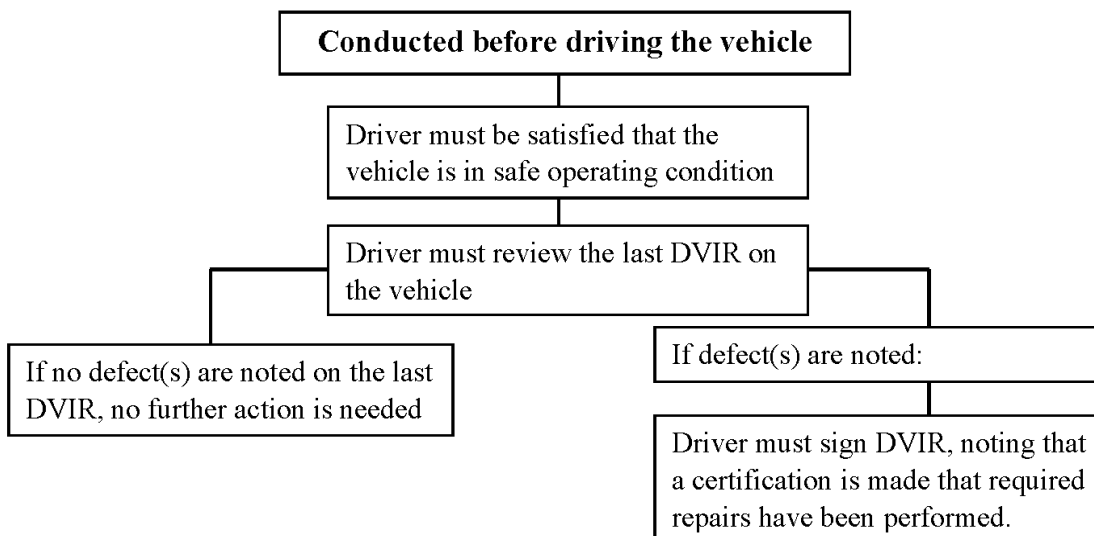 Conducted before driving the vehicle
Driver must be satisfied that the
vehicle is in safe operating condition
Driver must review the last DVIR on
the vehicle
If no defect(s) are noted on the last
DVIR, no further action is needed
If defect(s) are noted:
Driver must sign DVIR, noting that
a certification is made that required
repairs have been performed.